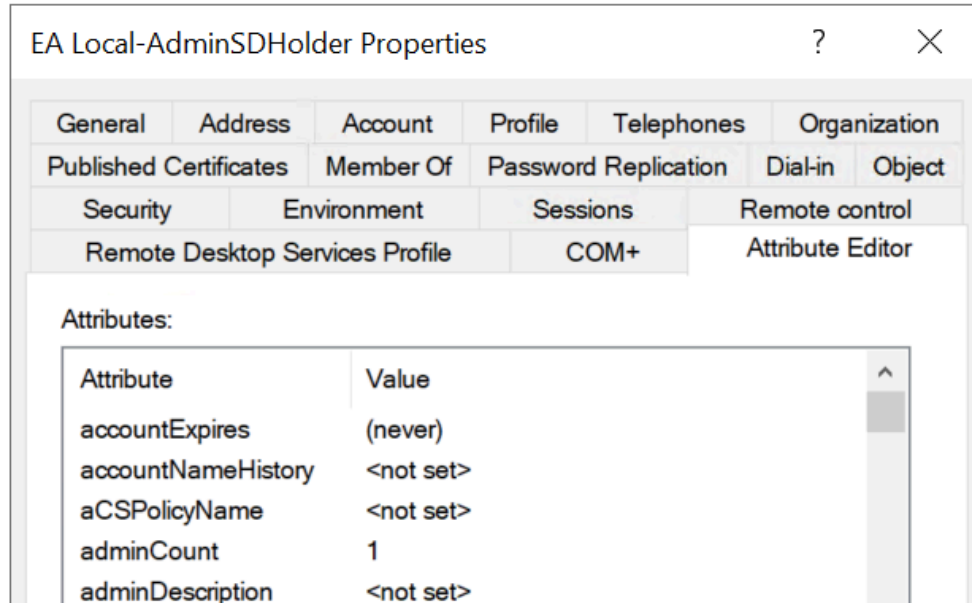 EA Local-AdminSDHolder Properties ? ×
General Address Account Profile Telephones Organization
Published Certificates Member Of Password Replication Dial-in Object
Security Environment Sessions Remote control
Remote Desktop Services Profile COM+ Attribute Editor
Attributes:
Attribute Value
accountExpires (never)
accountNameHistory <not set>
aCSPolicyName <not set>
adminCount 1
adminDescription <not set>